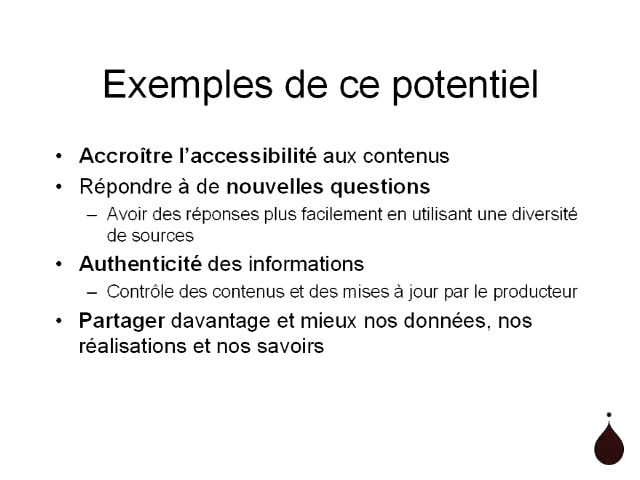 Exemples de ce potentiel
• Accroître l'accessibilité aux contenus
• Répondre à de nouvelles questions
– Avoir des réponses plus facilement en utilisant une diversité
de sources
• Authenticité des informations
– Contrôle des contenus et des mises à jour par le producteur
• Partager davantage et mieux nos données, nos
réalisations et nos savoirs